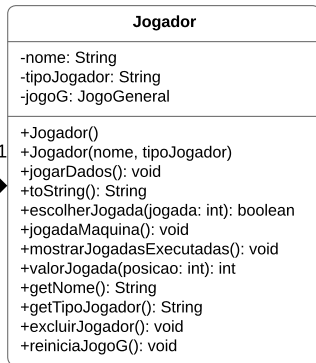 Jogador
-nome: String
-tipoJogador: String
-jogoG: JogoGeneral
1
+Jogador()
+Jogador(nome, tipoJogador)
+jogarDados(): void
+toString(): String
+escolherJogada(jogada: int): boolean
+jogadaMaquina(): void
+mostrarJogadasExecutadas(): void
+valorJogada(posicao: int): int
+getNome(): String
+getTipoJogador(): String
+excluirJogador(): void
+reiniciaJogoG(): void